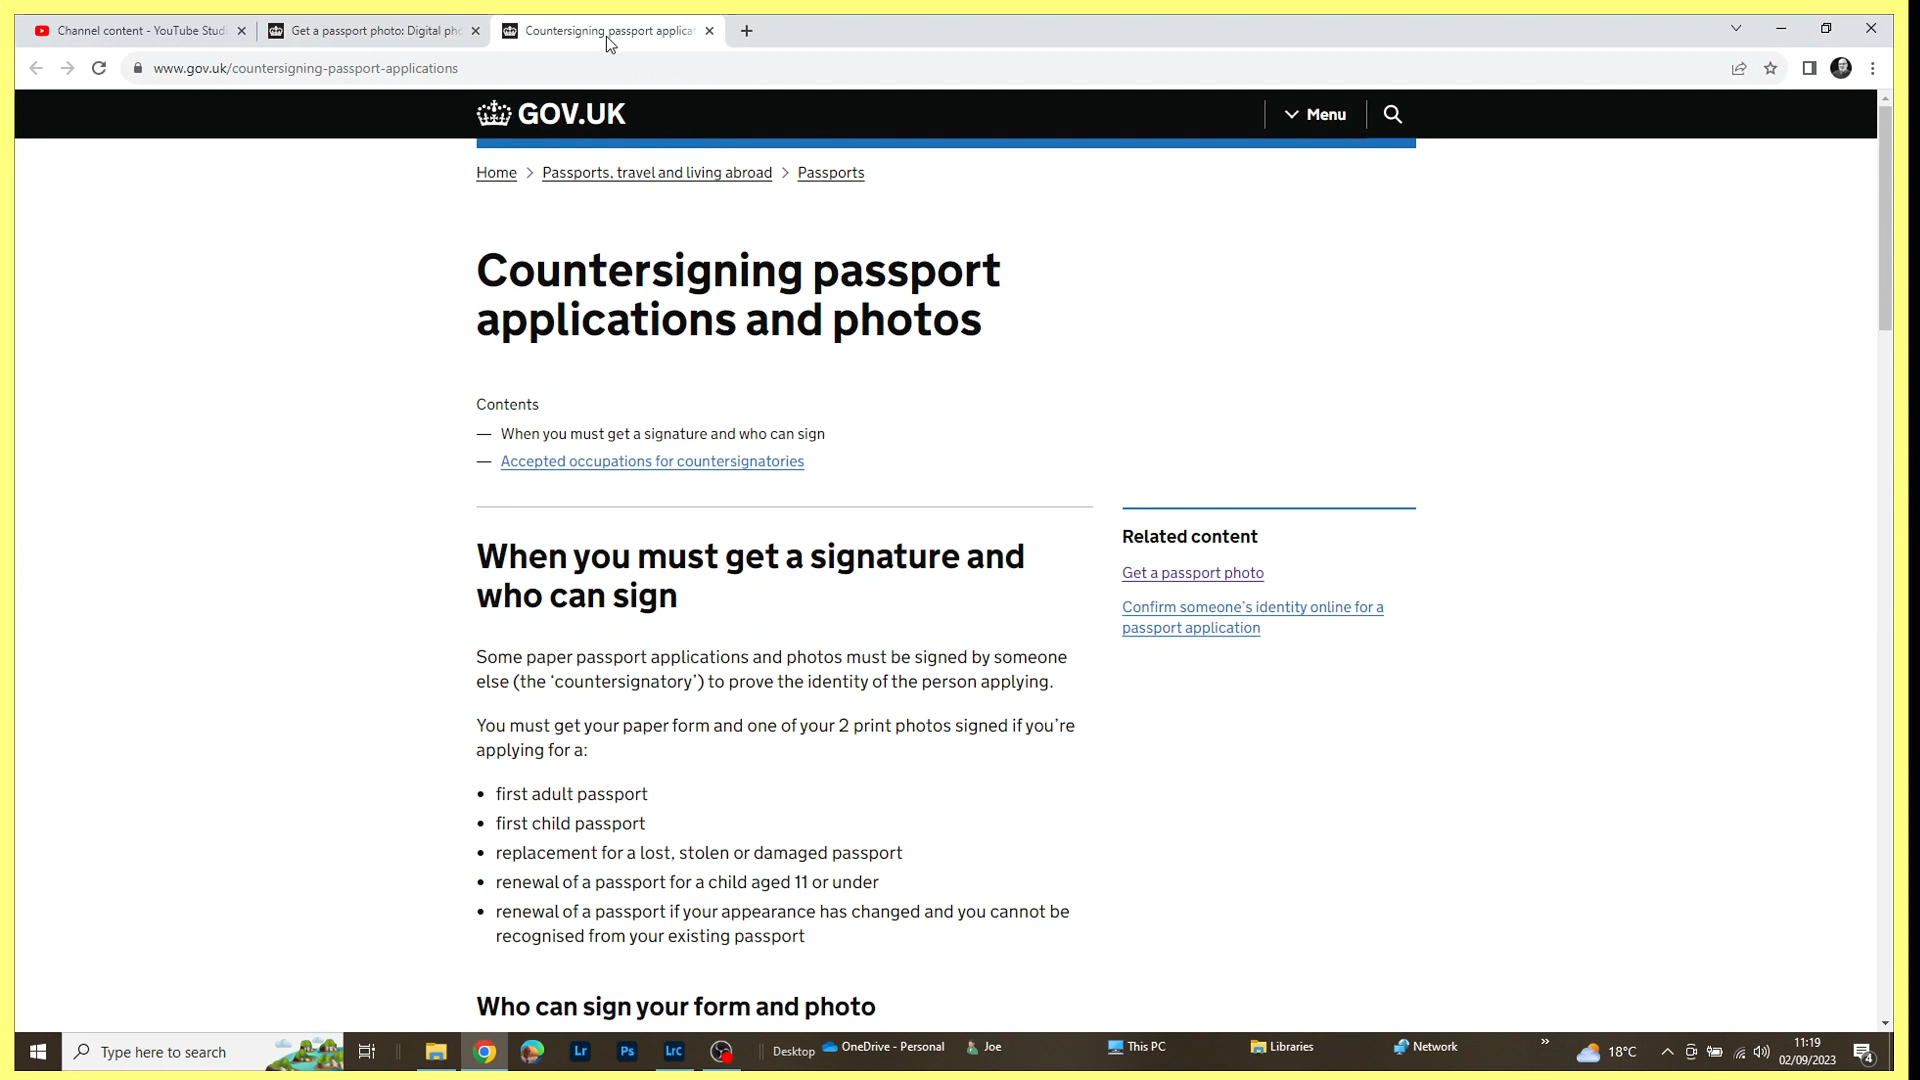 Channel content - YouTube Studi
Get a passport photo: Digital pho
Countersigning passport applicat
www.gov.uk/countersigning-passport-applications
GOV.UK
Menu
Home > Passports, travel and living abroad > Passports
Countersigning passport
applications and photos
Contents
— When you must get a signature and who can sign
— Accepted occupations for countersignatories
When you must get a signature and
who can sign
Some paper passport applications and photos must be signed by someone
else (the ‘countersignatory’) to prove the identity of the person applying.
You must get your paper form and one of your 2 print photos signed if you’re
applying for a:
• first adult passport
• first child passport
• replacement for a lost, stolen or damaged passport
• renewal of a passport for a child aged 11 or under
• renewal of a passport if your appearance has changed and you cannot be
recognised from your existing passport
Who can sign your form and photo
Related content
Get a passport photo
Confirm someone’s identity online for a
passport application
Type here to search
Lr
Ps
LrC
Desktop
OneDrive - Personal
Joe
This PC
Libraries
Network
18°C
11:19
02/09/2023
4